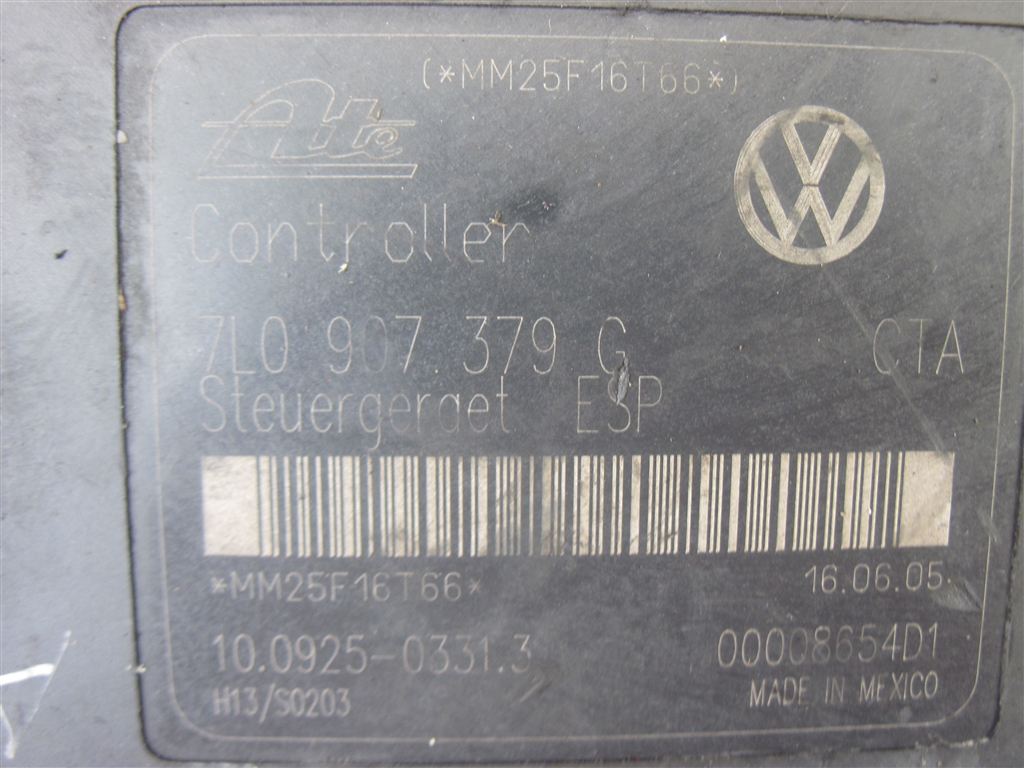 (*MM25F16T66*)
Ate
Controller
7L0 907 379 G CTA
Steuergeraet ESP
*MM25F16T66* 16.06.05
10.0925-0331.3 00008654D1
H13/S0203 MADE IN MEXICO